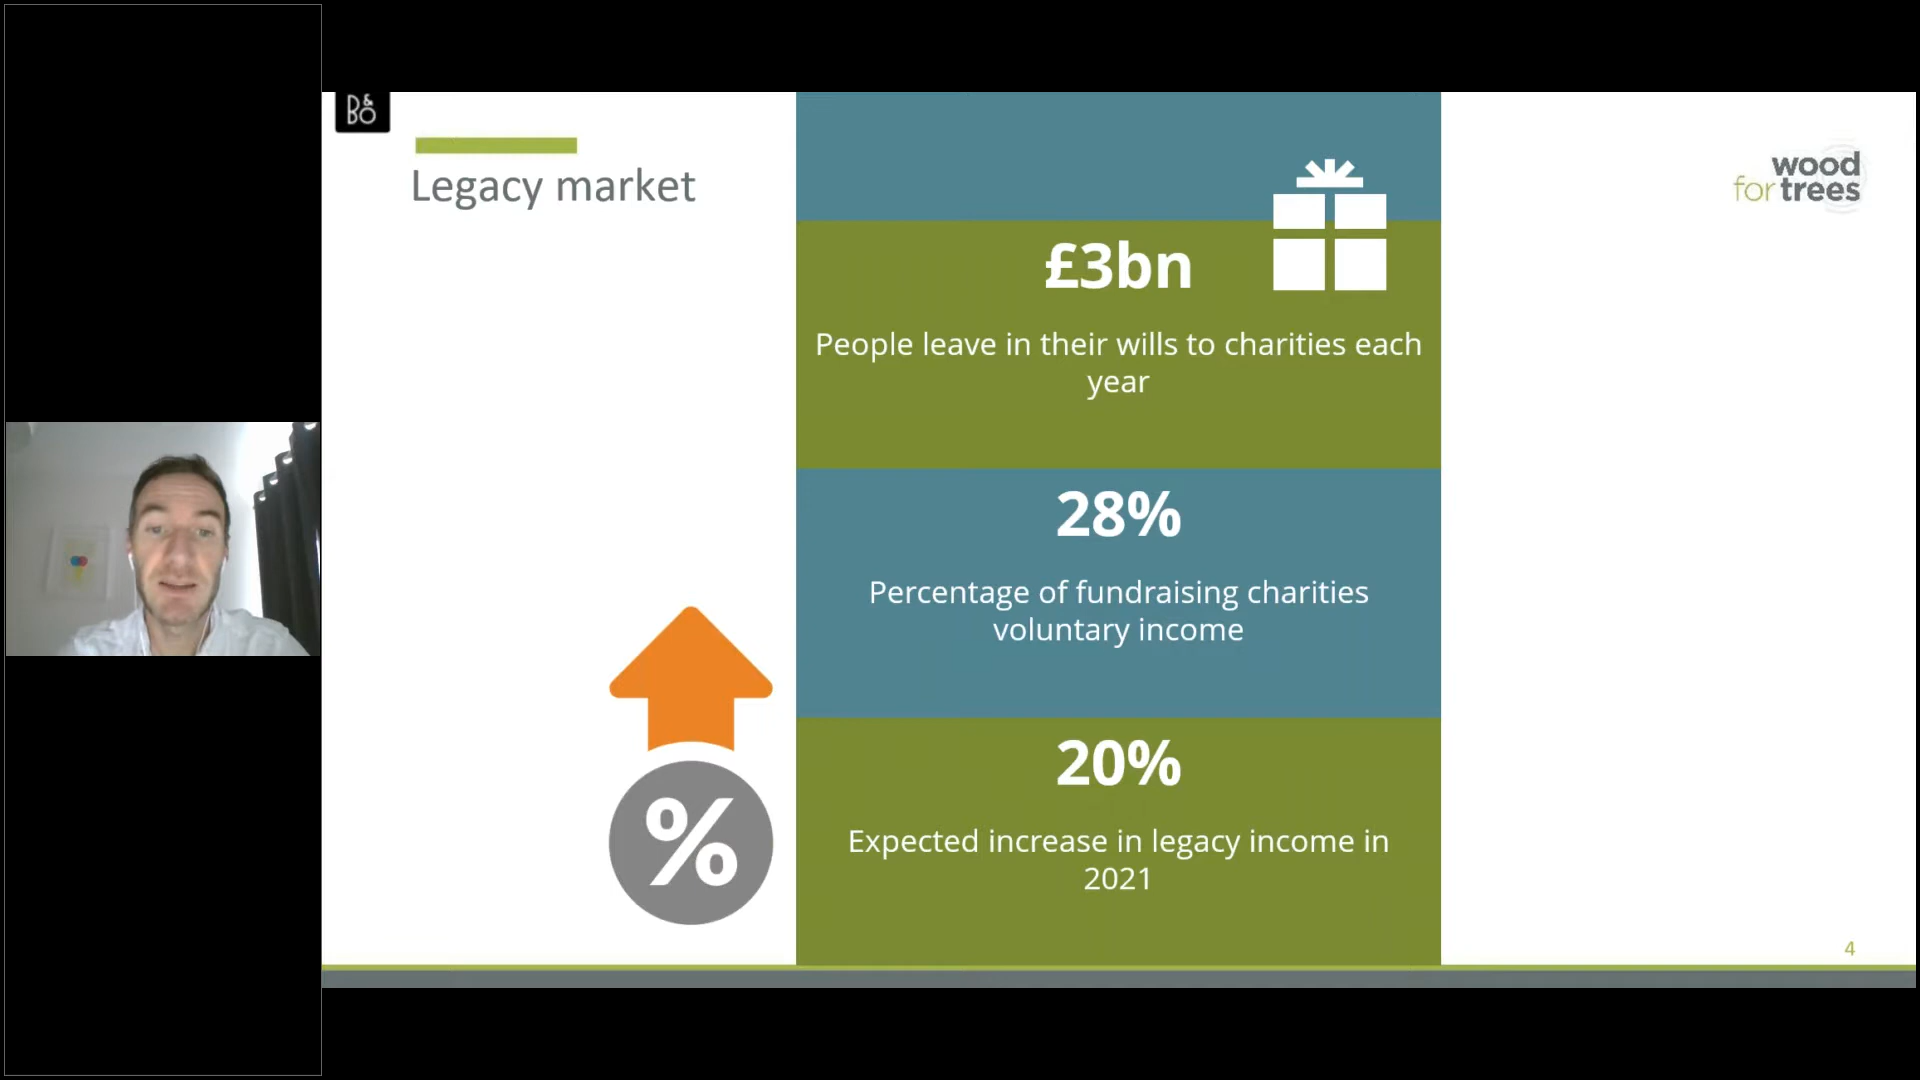 B&O
Legacy market
wood
for trees
£3bn
People leave in their wills to charities each
year
28%
Percentage of fundraising charities
voluntary income
20%
Expected increase in legacy income in
2021
%
4